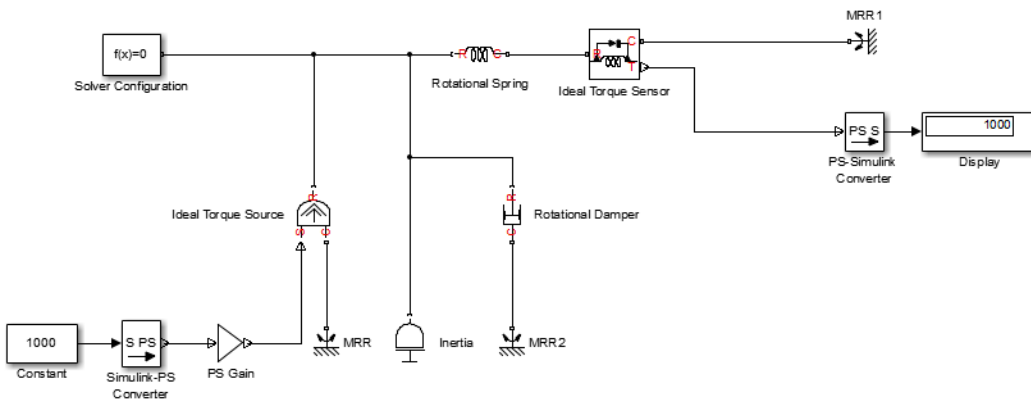 MRR1
f(x)=0
R
C
R
C
T
Solver Configuration
Rotational Spring
Ideal Torque Sensor
1000
PS S
PS-Simulink
Converter
Display
R
R
Ideal Torque Source
Rotational Damper
S
C
C
1000
S PS
MRR
Inertia
MRR2
Constant
Simulink-PS
Converter
PS Gain